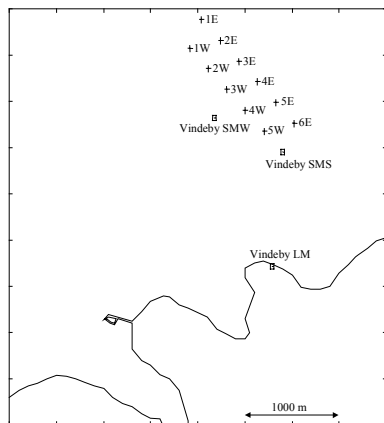 1E
2E
1W
3E
2W
4E
3W
5E
4W
6E
Vindeby SMW
5W
Vindeby SMS
Vindeby LM
1000 m